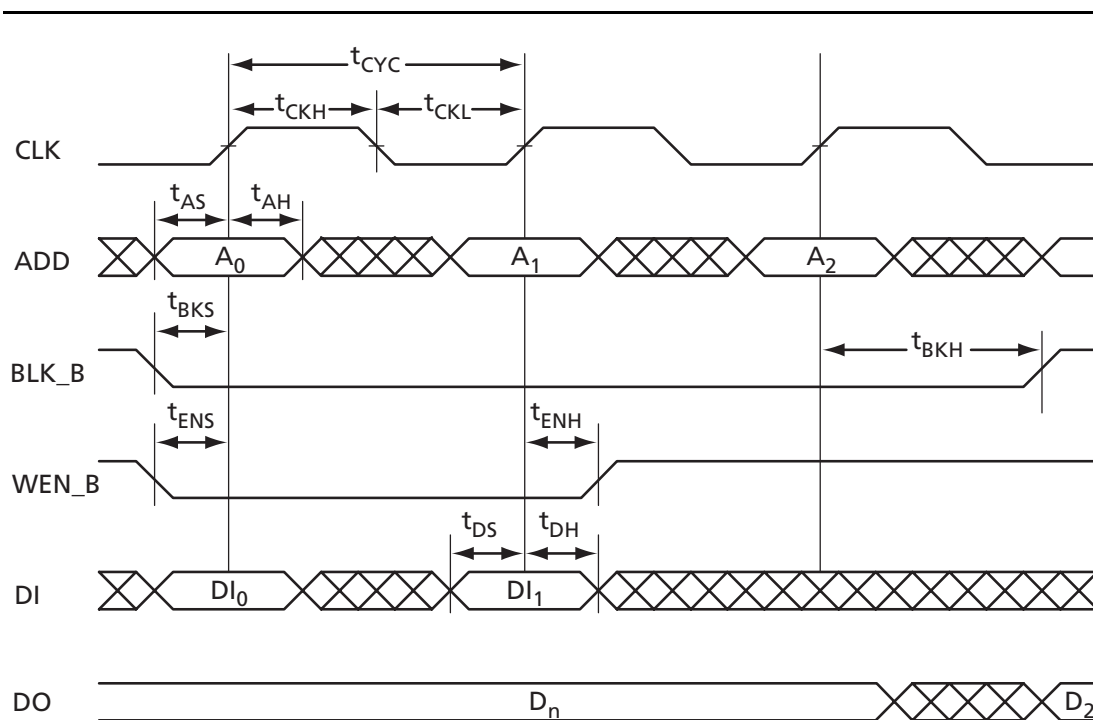 tCYC
tCKH tCKL
CLK
tAS tAH
ADD A0 A1 A2
tBKS
tBKH
BLK_B
tENS tENH
WEN_B
tDS tDH
DI DI0 DI1
DO Dn D2